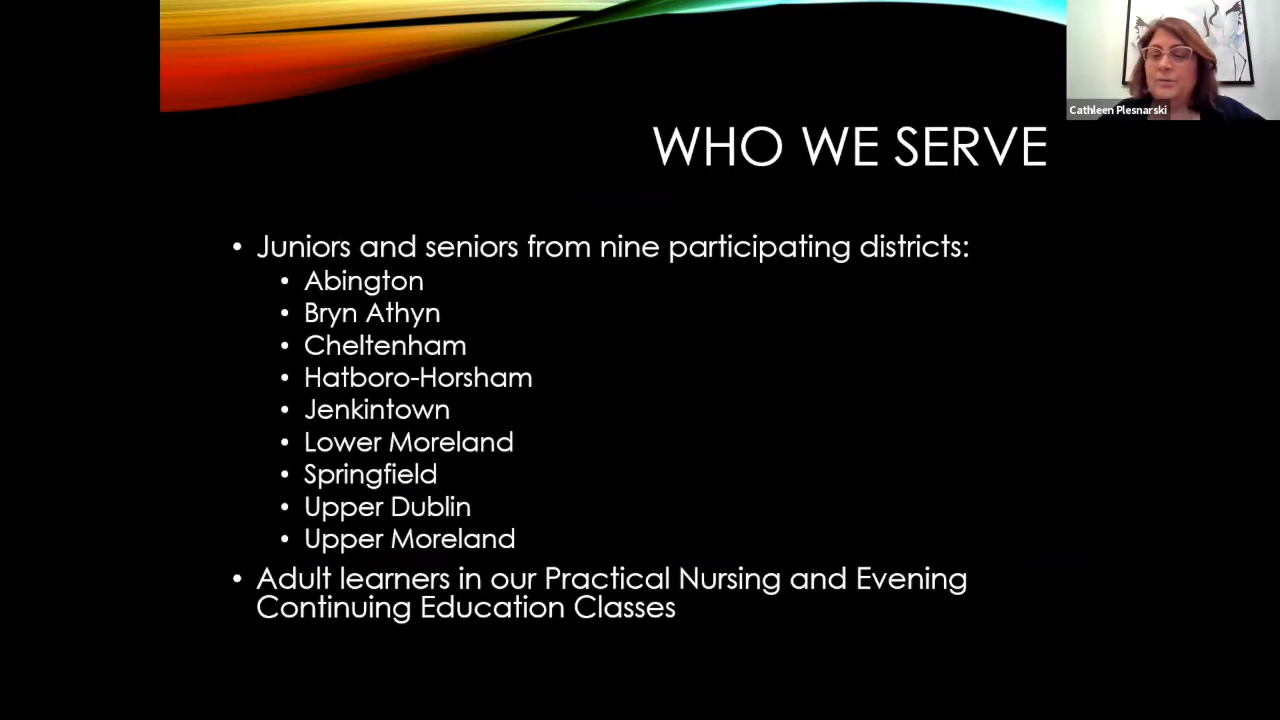 Cathleen Plesnarski
WHO WE SERVE
• Juniors and seniors from nine participating districts:
• Abington
• Bryn Athyn
• Cheltenham
• Hatboro-Horsham
• Jenkintown
• Lower Moreland
• Springfield
• Upper Dublin
• Upper Moreland
• Adult learners in our Practical Nursing and Evening
Continuing Education Classes